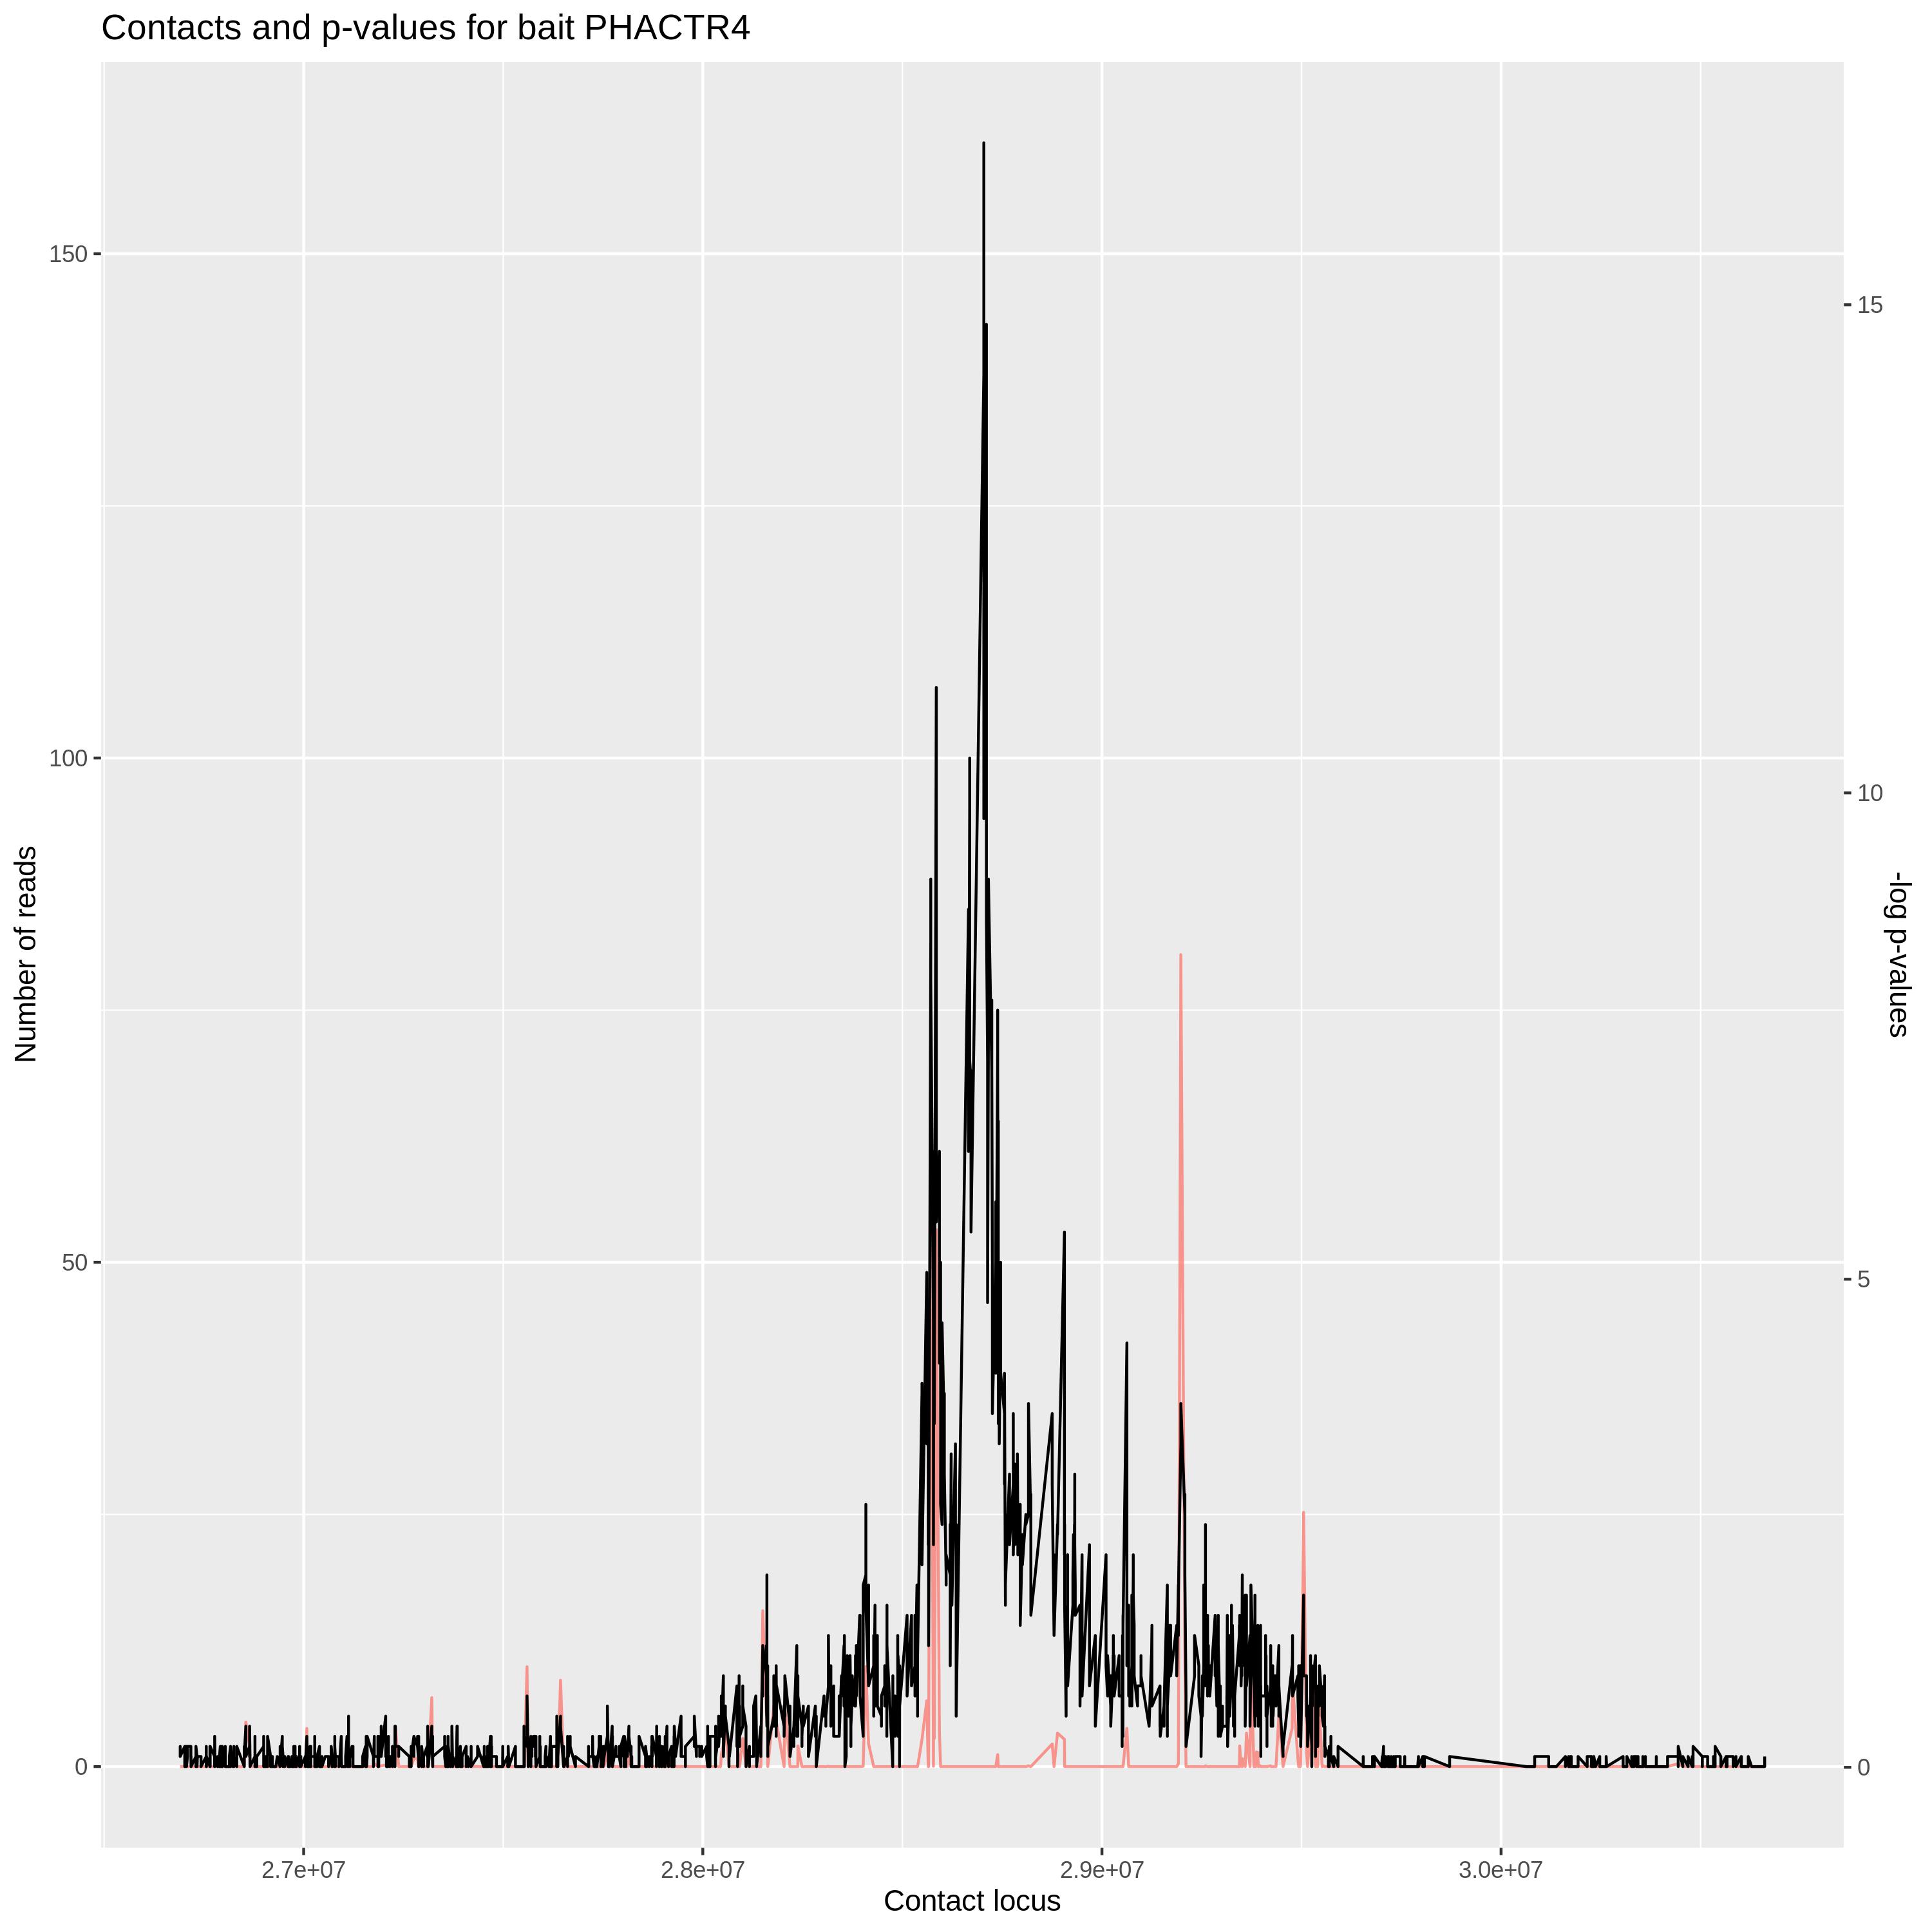 Contacts and p-values for bait PHACTR4
150
100
50
0
Number of reads
15
10
5
0
-log p-values
2.7e+07
2.8e+07
2.9e+07
3.0e+07
Contact locus